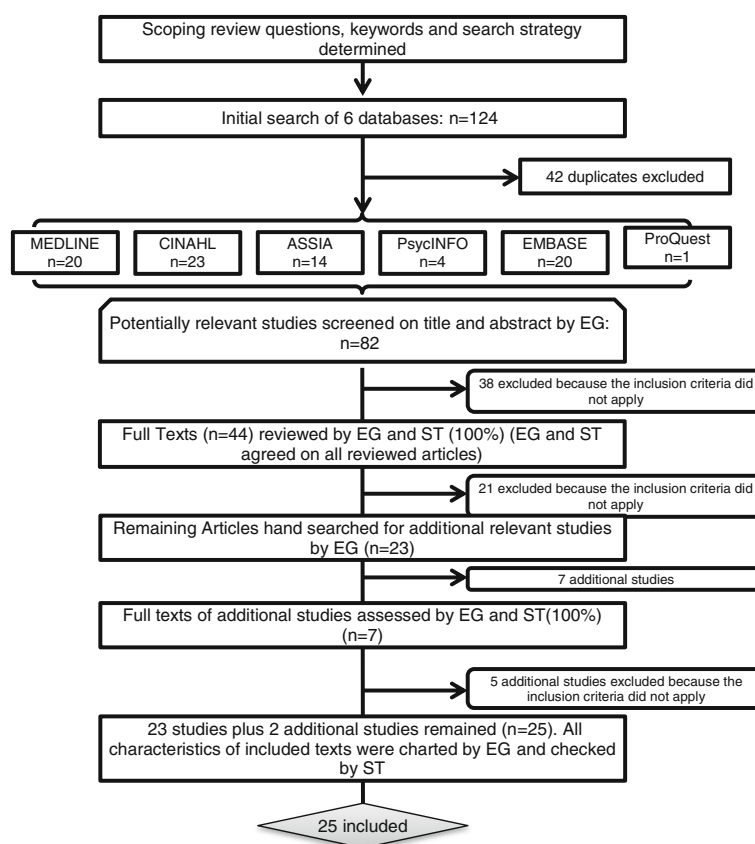 Scoping review questions, keywords and search strategy
determined
Initial search of 6 databases: n=124
42 duplicates excluded
MEDLINE
n=20
CINAHL
n=23
ASSIA
n=14
PsycINFO
n=4
EMBASE
n=20
ProQuest
n=1
Potentially relevant studies screened on title and abstract by EG:
n=82
38 excluded because the inclusion criteria did
not apply
Full Texts (n=44) reviewed by EG and ST (100%) (EG and ST
agreed on all reviewed articles)
21 excluded because the inclusion criteria did
not apply
Remaining Articles hand searched for additional relevant studies
by EG (n=23)
7 additional studies
Full texts of additional studies assessed by EG and ST(100%)
(n=7)
5 additional studies excluded because the
inclusion criteria did not apply
23 studies plus 2 additional studies remained (n=25). All
characteristics of included texts were charted by EG and checked
by ST
25 included